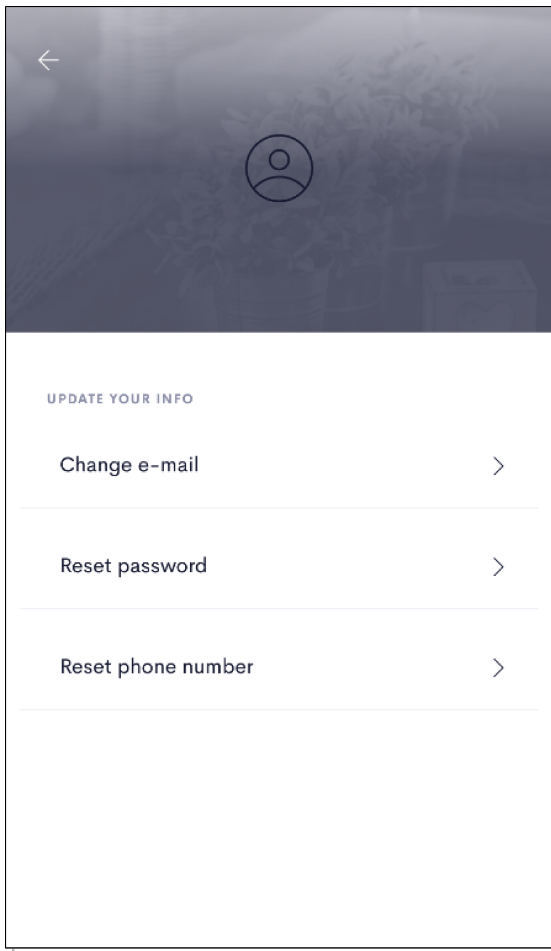 UPDATE YOUR INFO
Change e-mail
Reset password
Reset phone number